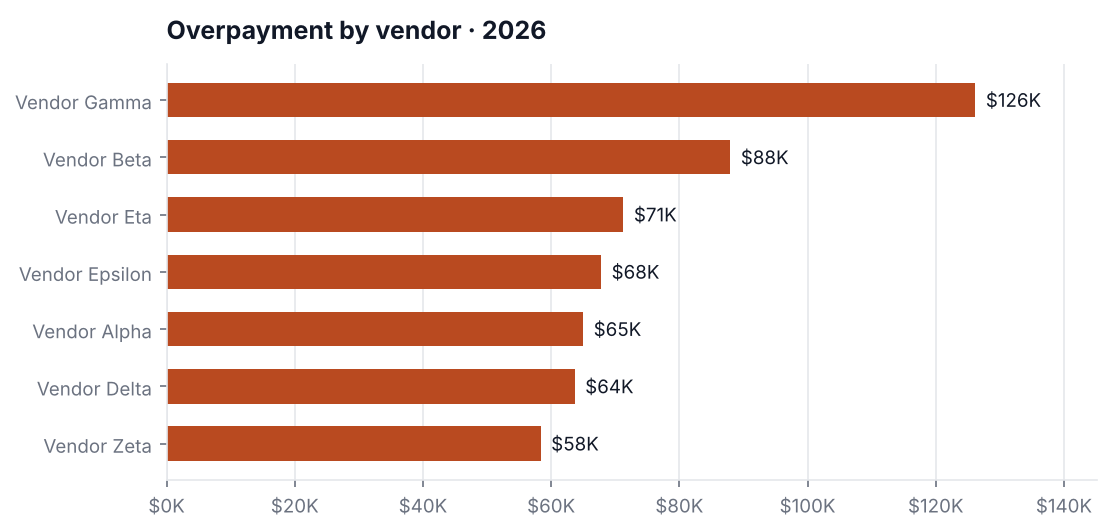 Overpayment by vendor · 2026
Vendor Gamma $126K
Vendor Beta $88K
Vendor Eta $71K
Vendor Epsilon $68K
Vendor Alpha $65K
Vendor Delta $64K
Vendor Zeta $58K
$0K $20K $40K $60K $80K $100K $120K $140K